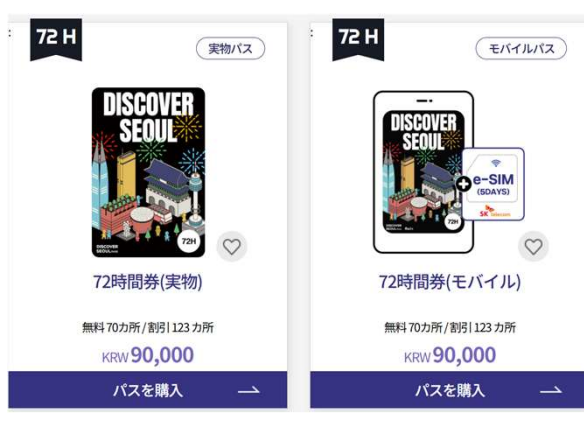 72 H
実物パス
DISCOVER
SEOUL
DISCOVER
SEOUL PASS
72H
72時間券(実物)
無料70カ所/割引123カ所
KRW 90,000
パスを購入 →
72 H
モバイルパス
DISCOVER
SEOUL
72H
e-SIM
(5DAYS)
SK telecom
72時間券(モバイル)
無料70カ所/割引123カ所
KRW 90,000
パスを購入 →